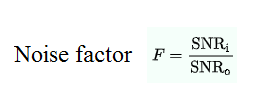 Noise factor F = SNRi / SNRo